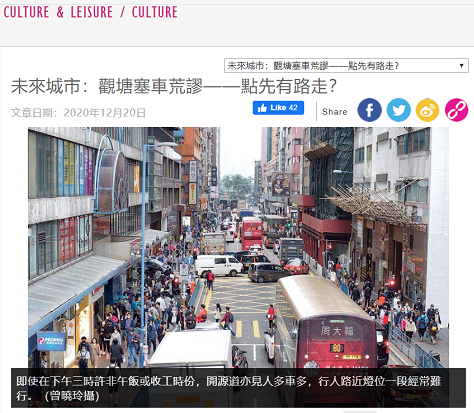 CULTURE & LEISURE / CULTURE
未來城市：觀塘塞車荒謬——點先有路走?
未來城市：觀塘塞車荒謬——點先有路走?
文章日期：2020年12月20日
Like 42
Share
周大福
即使在下午三時許非午飯或收工時份，開源道亦見人多車多，行人路近燈位一段經常難
行。（曾曉玲攝）